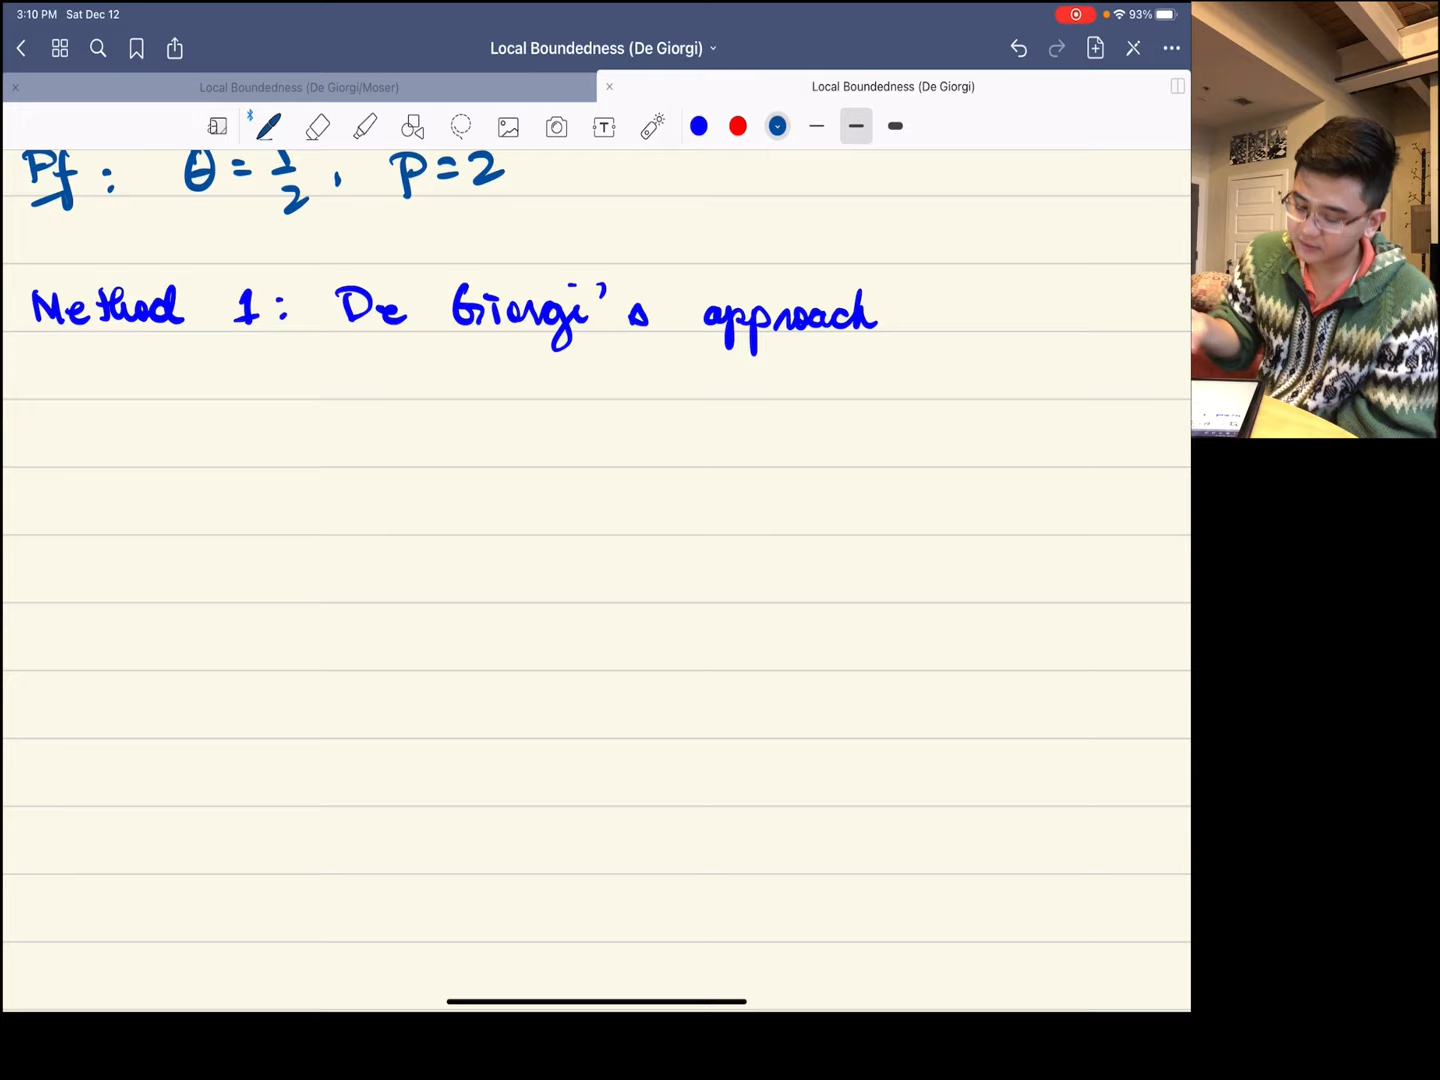 3:10 PM Sat Dec 12
93%
Local Boundedness (De Giorgi)
Local Boundedness (De Giorgi/Moser)
Local Boundedness (De Giorgi)
Pf: θ = 1/2, p = 2
Method 1: De Giorgi's approach